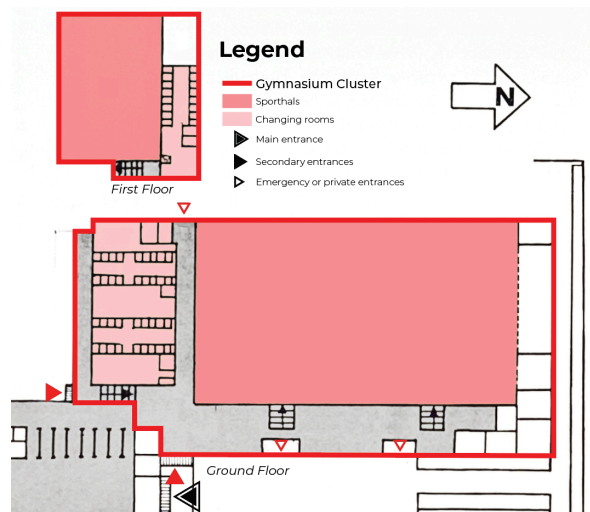 Legend
Gymnasium Cluster
Sporthals
Changing rooms
Main entrance
Secondary entrances
Emergency or private entrances
N
First Floor
Ground Floor